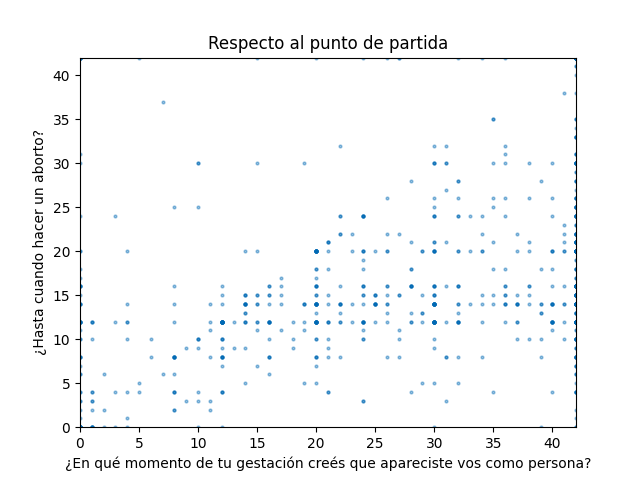 Respecto al punto de partida
¿Hasta cuando hacer un aborto?
40
35
30
25
20
15
10
5
0
0 5 10 15 20 25 30 35 40
¿En qué momento de tu gestación creés que apareciste vos como persona?